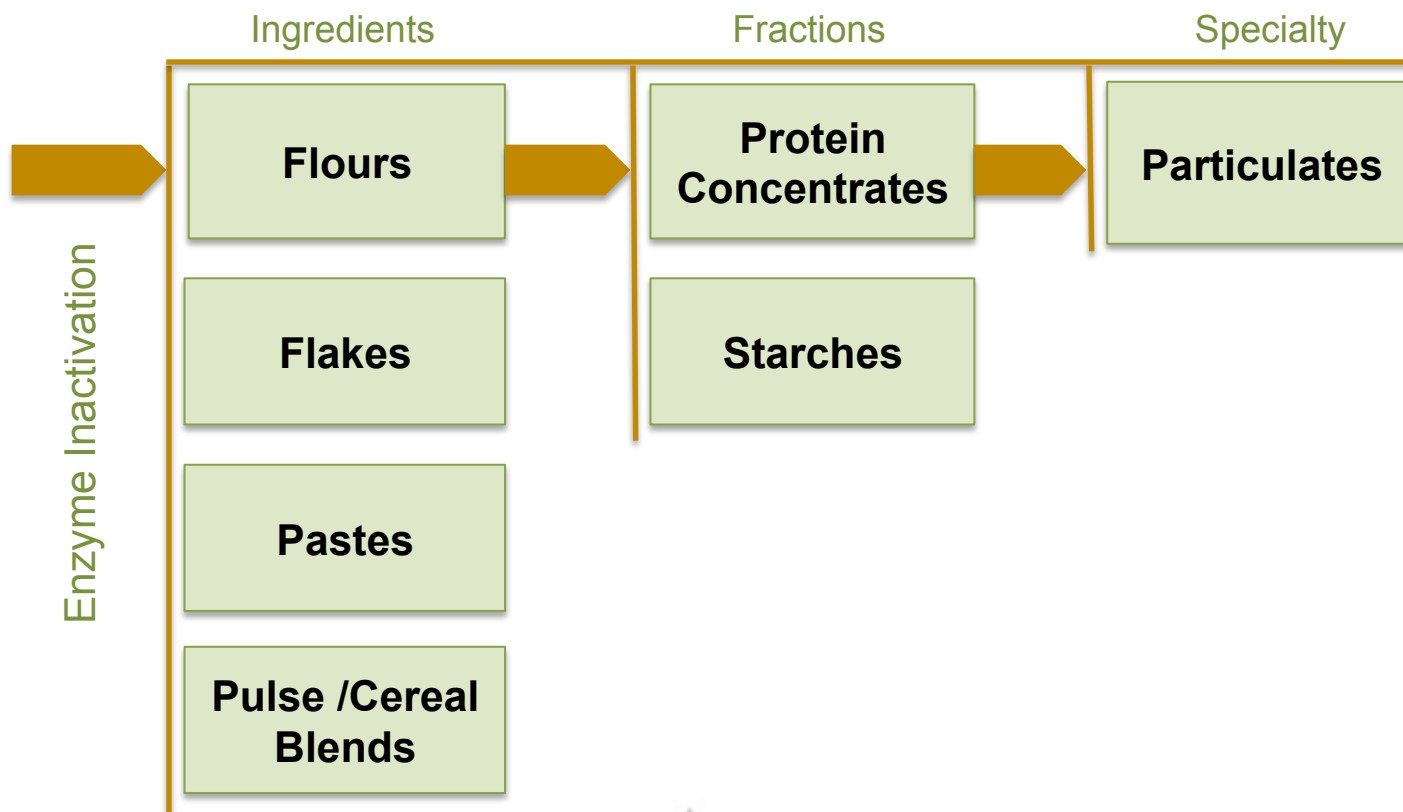 Ingredients
Fractions
Specialty
Enzyme Inactivation
Flours
Protein
Concentrates
Particulates
Flakes
Starches
Pastes
Pulse /Cereal
Blends